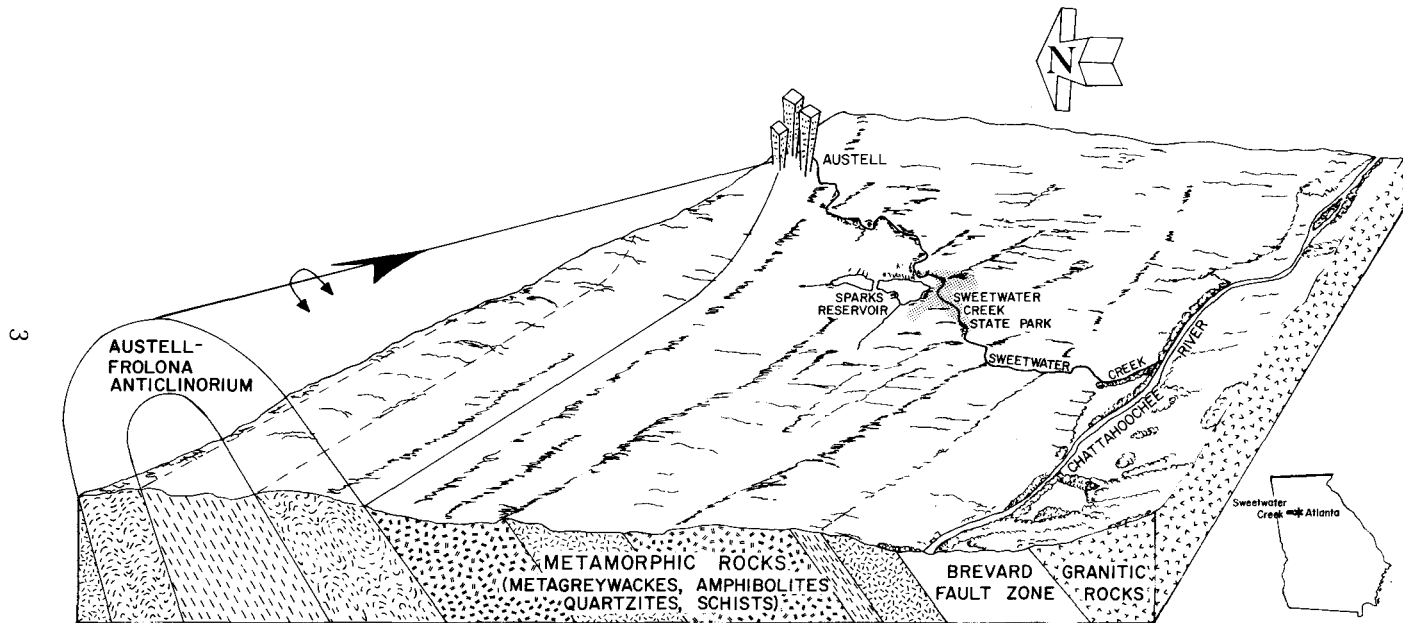 N
AUSTELL
SPARKS
RESERVOIR
SWEETWATER
CREEK
STATE PARK
SWEETWATER CREEK
CHATTAHOOCHEE RIVER
3
AUSTELL-
FROLONA
ANTICLINORIUM
METAMORPHIC ROCKS
(METAGREYWACKES, AMPHIBOLITES
QUARTZITES, SCHISTS)
BREVARD
FAULT ZONE
GRANITIC
ROCKS
Sweetwater
Creek
Atlanta